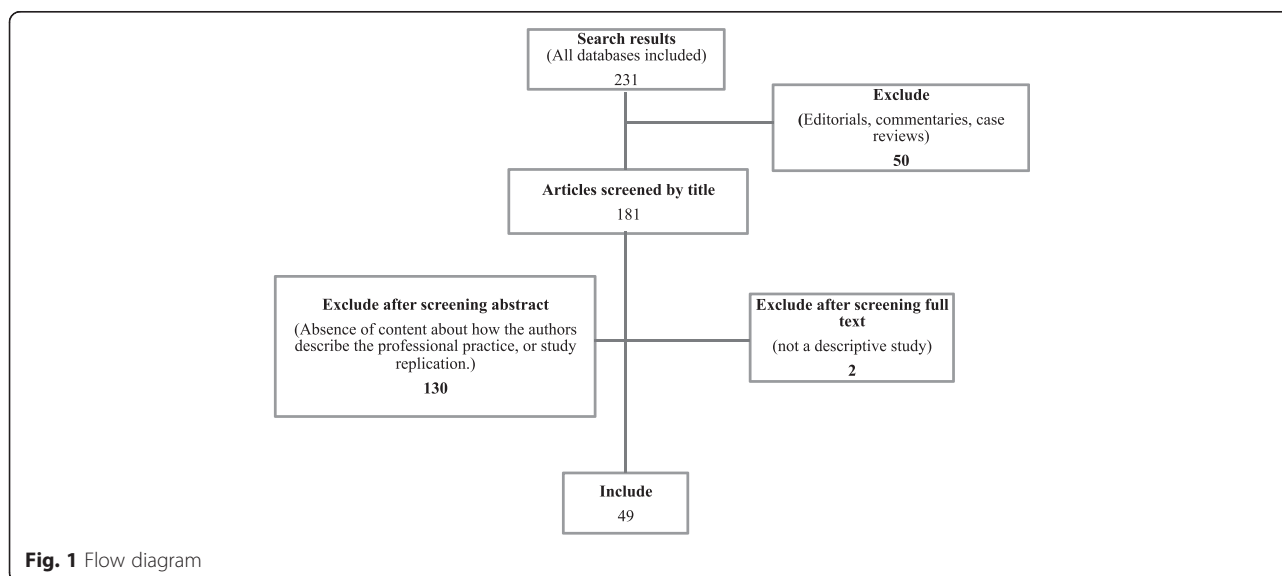 Search results
(All databases included)
231
Exclude
(Editorials, commentaries, case
reviews)
50
Articles screened by title
181
Exclude after screening abstract
(Absence of content about how the authors
describe the professional practice, or study
replication.)
130
Exclude after screening full
text
(not a descriptive study)
2
Include
49
Fig. 1 Flow diagram